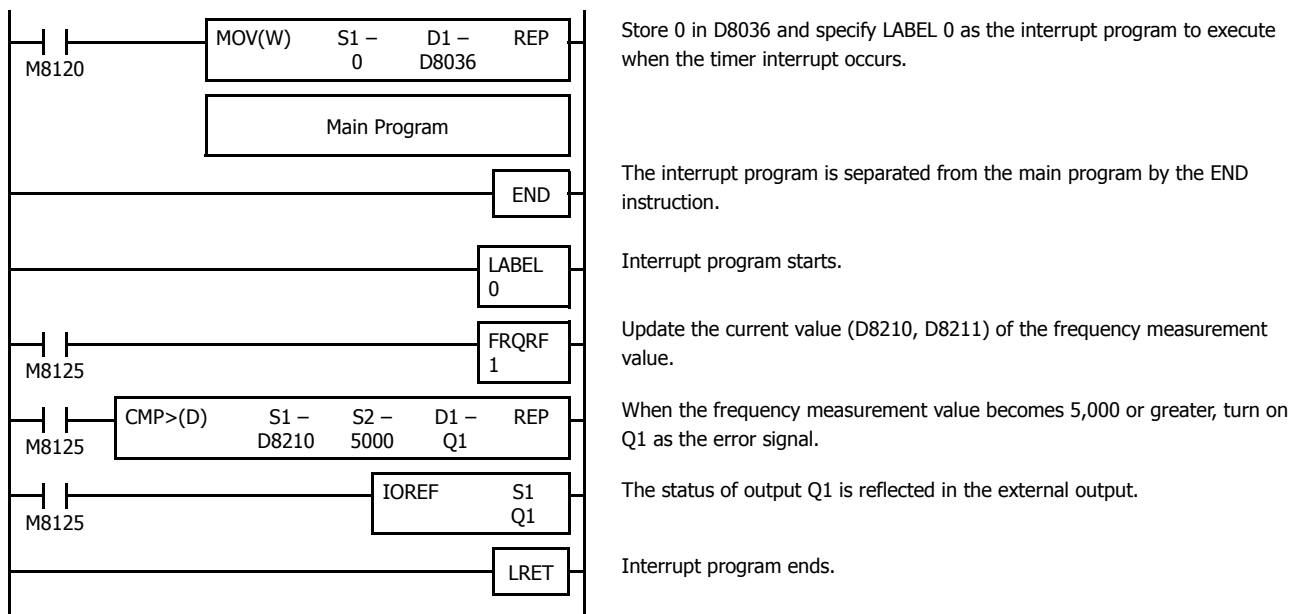 MOV(W) S1 – D1 – REP
0 D8036
M8120
Store 0 in D8036 and specify LABEL 0 as the interrupt program to execute
when the timer interrupt occurs.
Main Program
END
The interrupt program is separated from the main program by the END
instruction.
LABEL
0
Interrupt program starts.
FRQRF
1
M8125
Update the current value (D8210, D8211) of the frequency measurement
value.
CMP>(D) S1 – S2 – D1 – REP
D8210 5000 Q1
M8125
When the frequency measurement value becomes 5,000 or greater, turn on
Q1 as the error signal.
IOREF S1
Q1
M8125
The status of output Q1 is reflected in the external output.
LRET
Interrupt program ends.